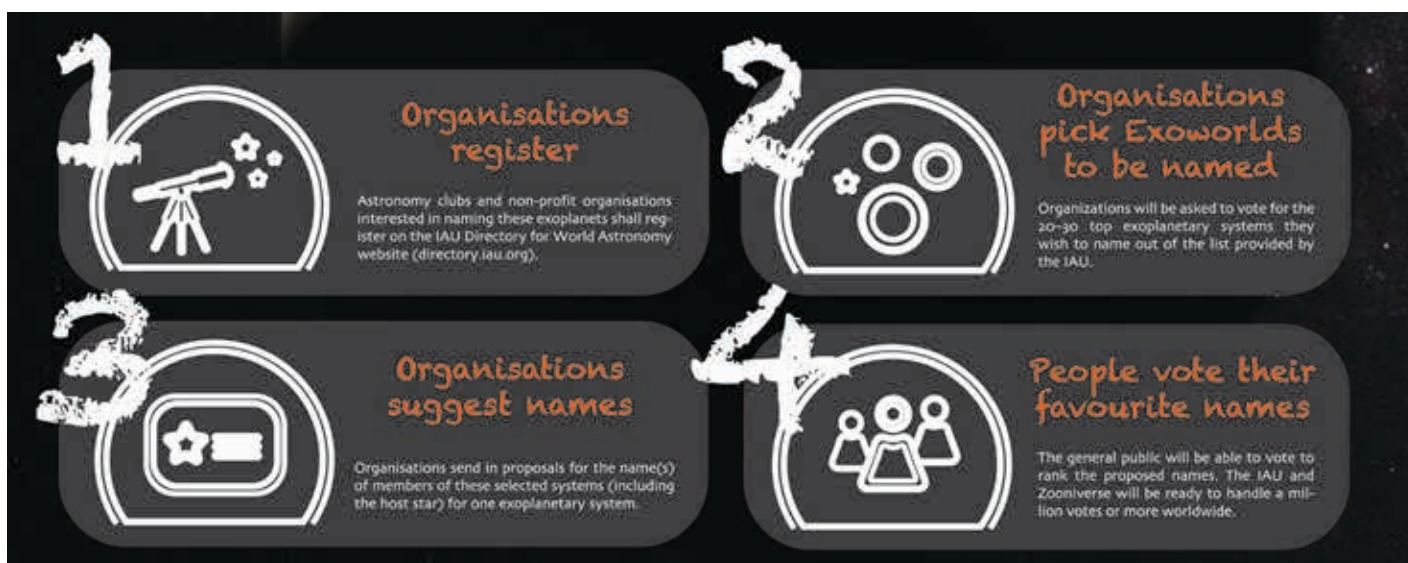 1
Organisations
register
Astronomy clubs and non-profit organisations
interested in naming these exoplanets shall reg-
ister on the IAU Directory for World Astronomy
website (directory.iau.org).
2
Organisations
pick Exoworlds
to be named
Organizations will be asked to vote for the
20-30 top exoplanetary systems they
wish to name out of the list provided by
the IAU.
3
Organisations
suggest names
Organisations send in proposals for the name(s)
of members of these selected systems (including
the host star) for one exoplanetary system.
4
People vote their
favourite names
The general public will be able to vote to
rank the proposed names. The IAU and
Zooniverse will be ready to handle a mil-
lion votes or more worldwide.